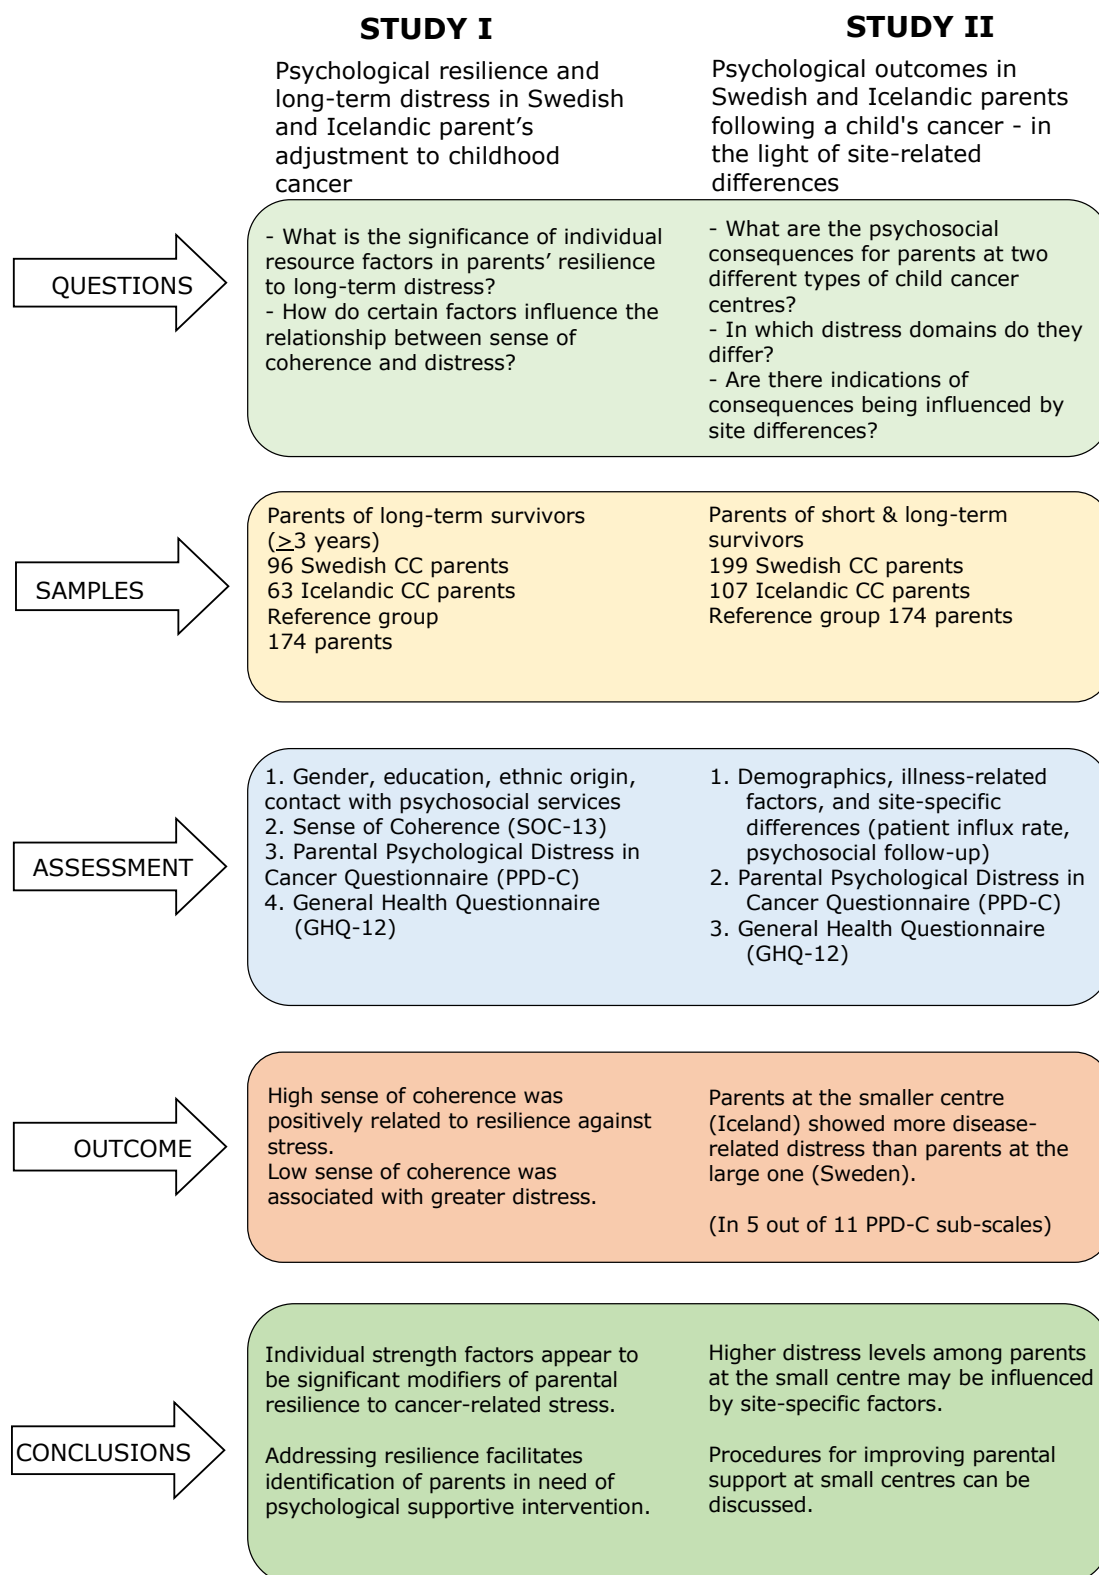 STUDY I
Psychological resilience and
long-term distress in Swedish
and Icelandic parent’s
adjustment to childhood
cancer
STUDY II
Psychological outcomes in
Swedish and Icelandic parents
following a child's cancer - in
the light of site-related
differences
QUESTIONS
- What is the significance of individual
resource factors in parents’ resilience
to long-term distress?
- How do certain factors influence the
relationship between sense of
coherence and distress?
- What are the psychosocial
consequences for parents at two
different types of child cancer
centres?
- In which distress domains do they
differ?
- Are there indications of
consequences being influenced by
site differences?
SAMPLES
Parents of long-term survivors
(≥3 years)
96 Swedish CC parents
63 Icelandic CC parents
Reference group
174 parents
Parents of short & long-term
survivors
199 Swedish CC parents
107 Icelandic CC parents
Reference group 174 parents
ASSESSMENT
1. Gender, education, ethnic origin,
contact with psychosocial services
2. Sense of Coherence (SOC-13)
3. Parental Psychological Distress in
Cancer Questionnaire (PPD-C)
4. General Health Questionnaire
(GHQ-12)
1. Demographics, illness-related
factors, and site-specific
differences (patient influx rate,
psychosocial follow-up)
2. Parental Psychological Distress in
Cancer Questionnaire (PPD-C)
3. General Health Questionnaire
(GHQ-12)
OUTCOME
High sense of coherence was
positively related to resilience against
stress.
Low sense of coherence was
associated with greater distress.
Parents at the smaller centre
(Iceland) showed more disease-
related distress than parents at the
large one (Sweden).
(In 5 out of 11 PPD-C sub-scales)
CONCLUSIONS
Individual strength factors appear to
be significant modifiers of parental
resilience to cancer-related stress.
Addressing resilience facilitates
identification of parents in need of
psychological supportive intervention.
Higher distress levels among parents
at the small centre may be influenced
by site-specific factors.
Procedures for improving parental
support at small centres can be
discussed.